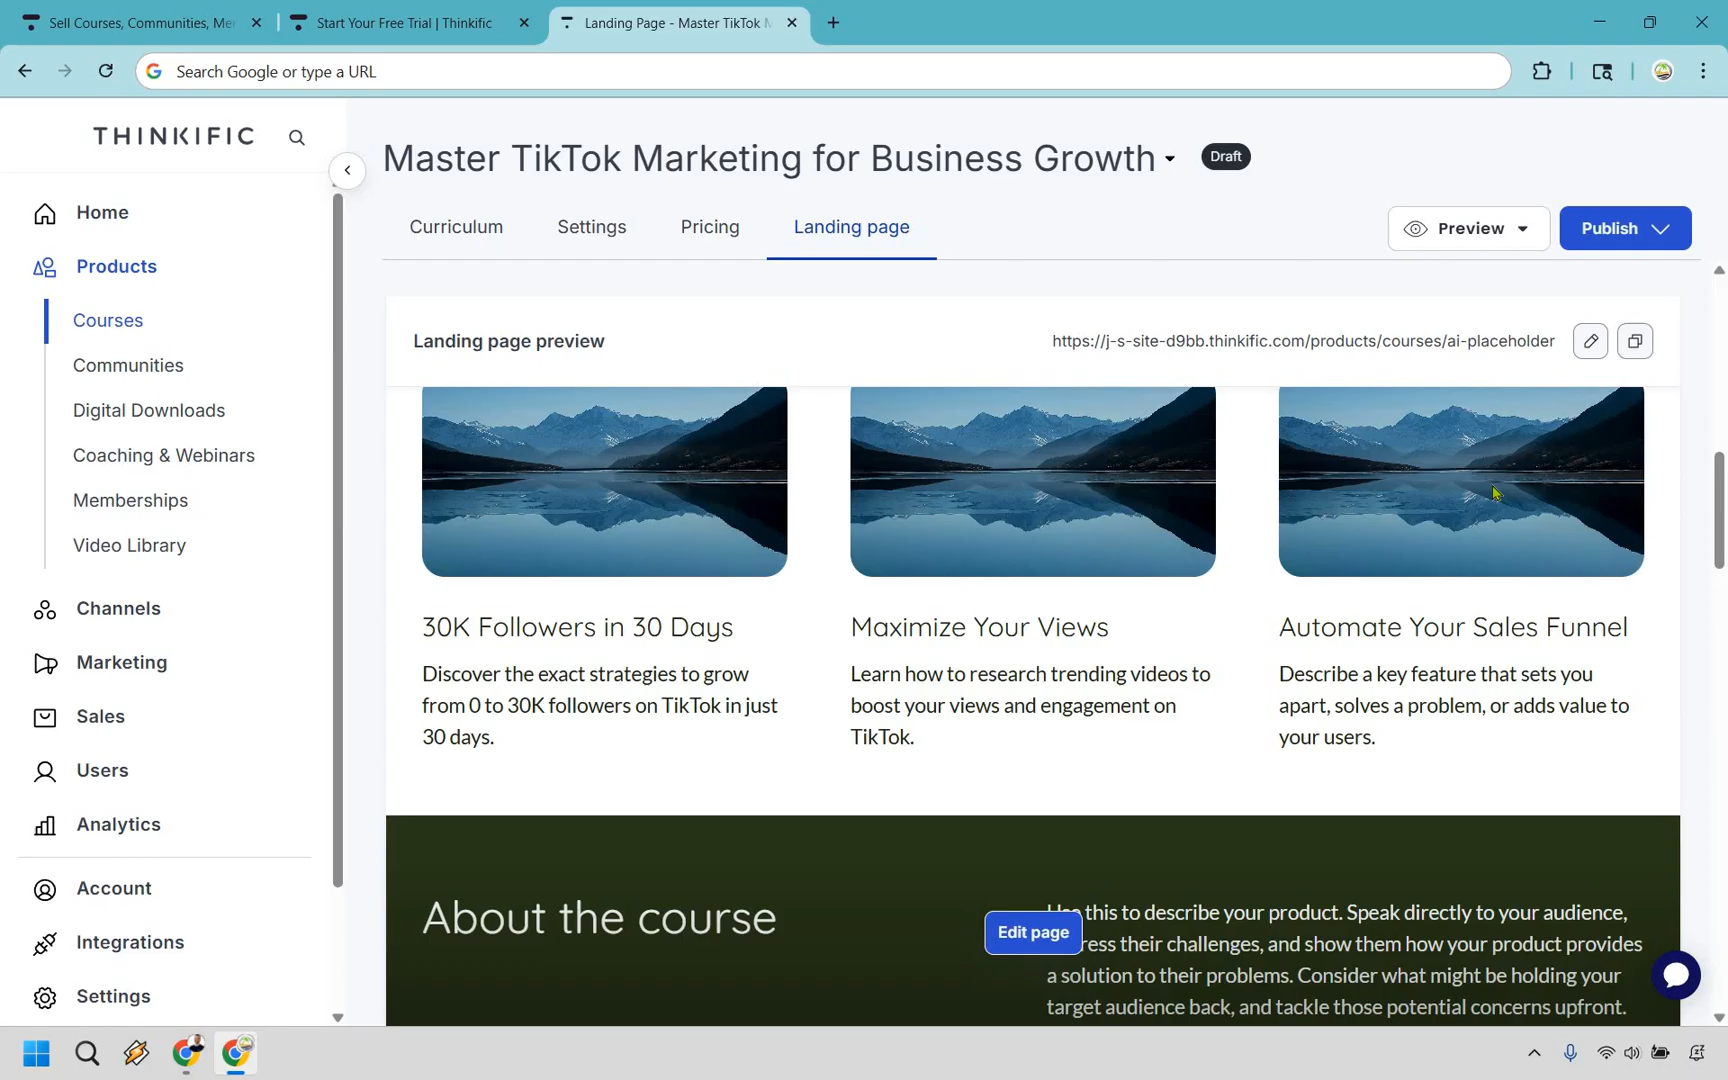 Sell Courses, Communities, Me
Start Your Free Trial | Thinkific
Landing Page - Master TikTok M
Search Google or type a URL
THINKIFIC
Home
Products
Courses
Communities
Digital Downloads
Coaching & Webinars
Memberships
Video Library
Channels
Marketing
Sales
Users
Analytics
Account
Integrations
Settings
Master TikTok Marketing for Business Growth
Draft
Curriculum
Settings
Pricing
Landing page
Preview
Publish
Landing page preview
https://j-s-site-d9bb.thinkific.com/products/courses/ai-placeholder
30K Followers in 30 Days
Discover the exact strategies to grow
from 0 to 30K followers on TikTok in just
30 days.
Maximize Your Views
Learn how to research trending videos to
boost your views and engagement on
TikTok.
Automate Your Sales Funnel
Describe a key feature that sets you
apart, solves a problem, or adds value to
your users.
About the course
this to describe your product. Speak directly to your audience,
their challenges, and show them how your product provides
a solution to their problems. Consider what might be holding your
target audience back, and tackle those potential concerns upfront.
Edit page